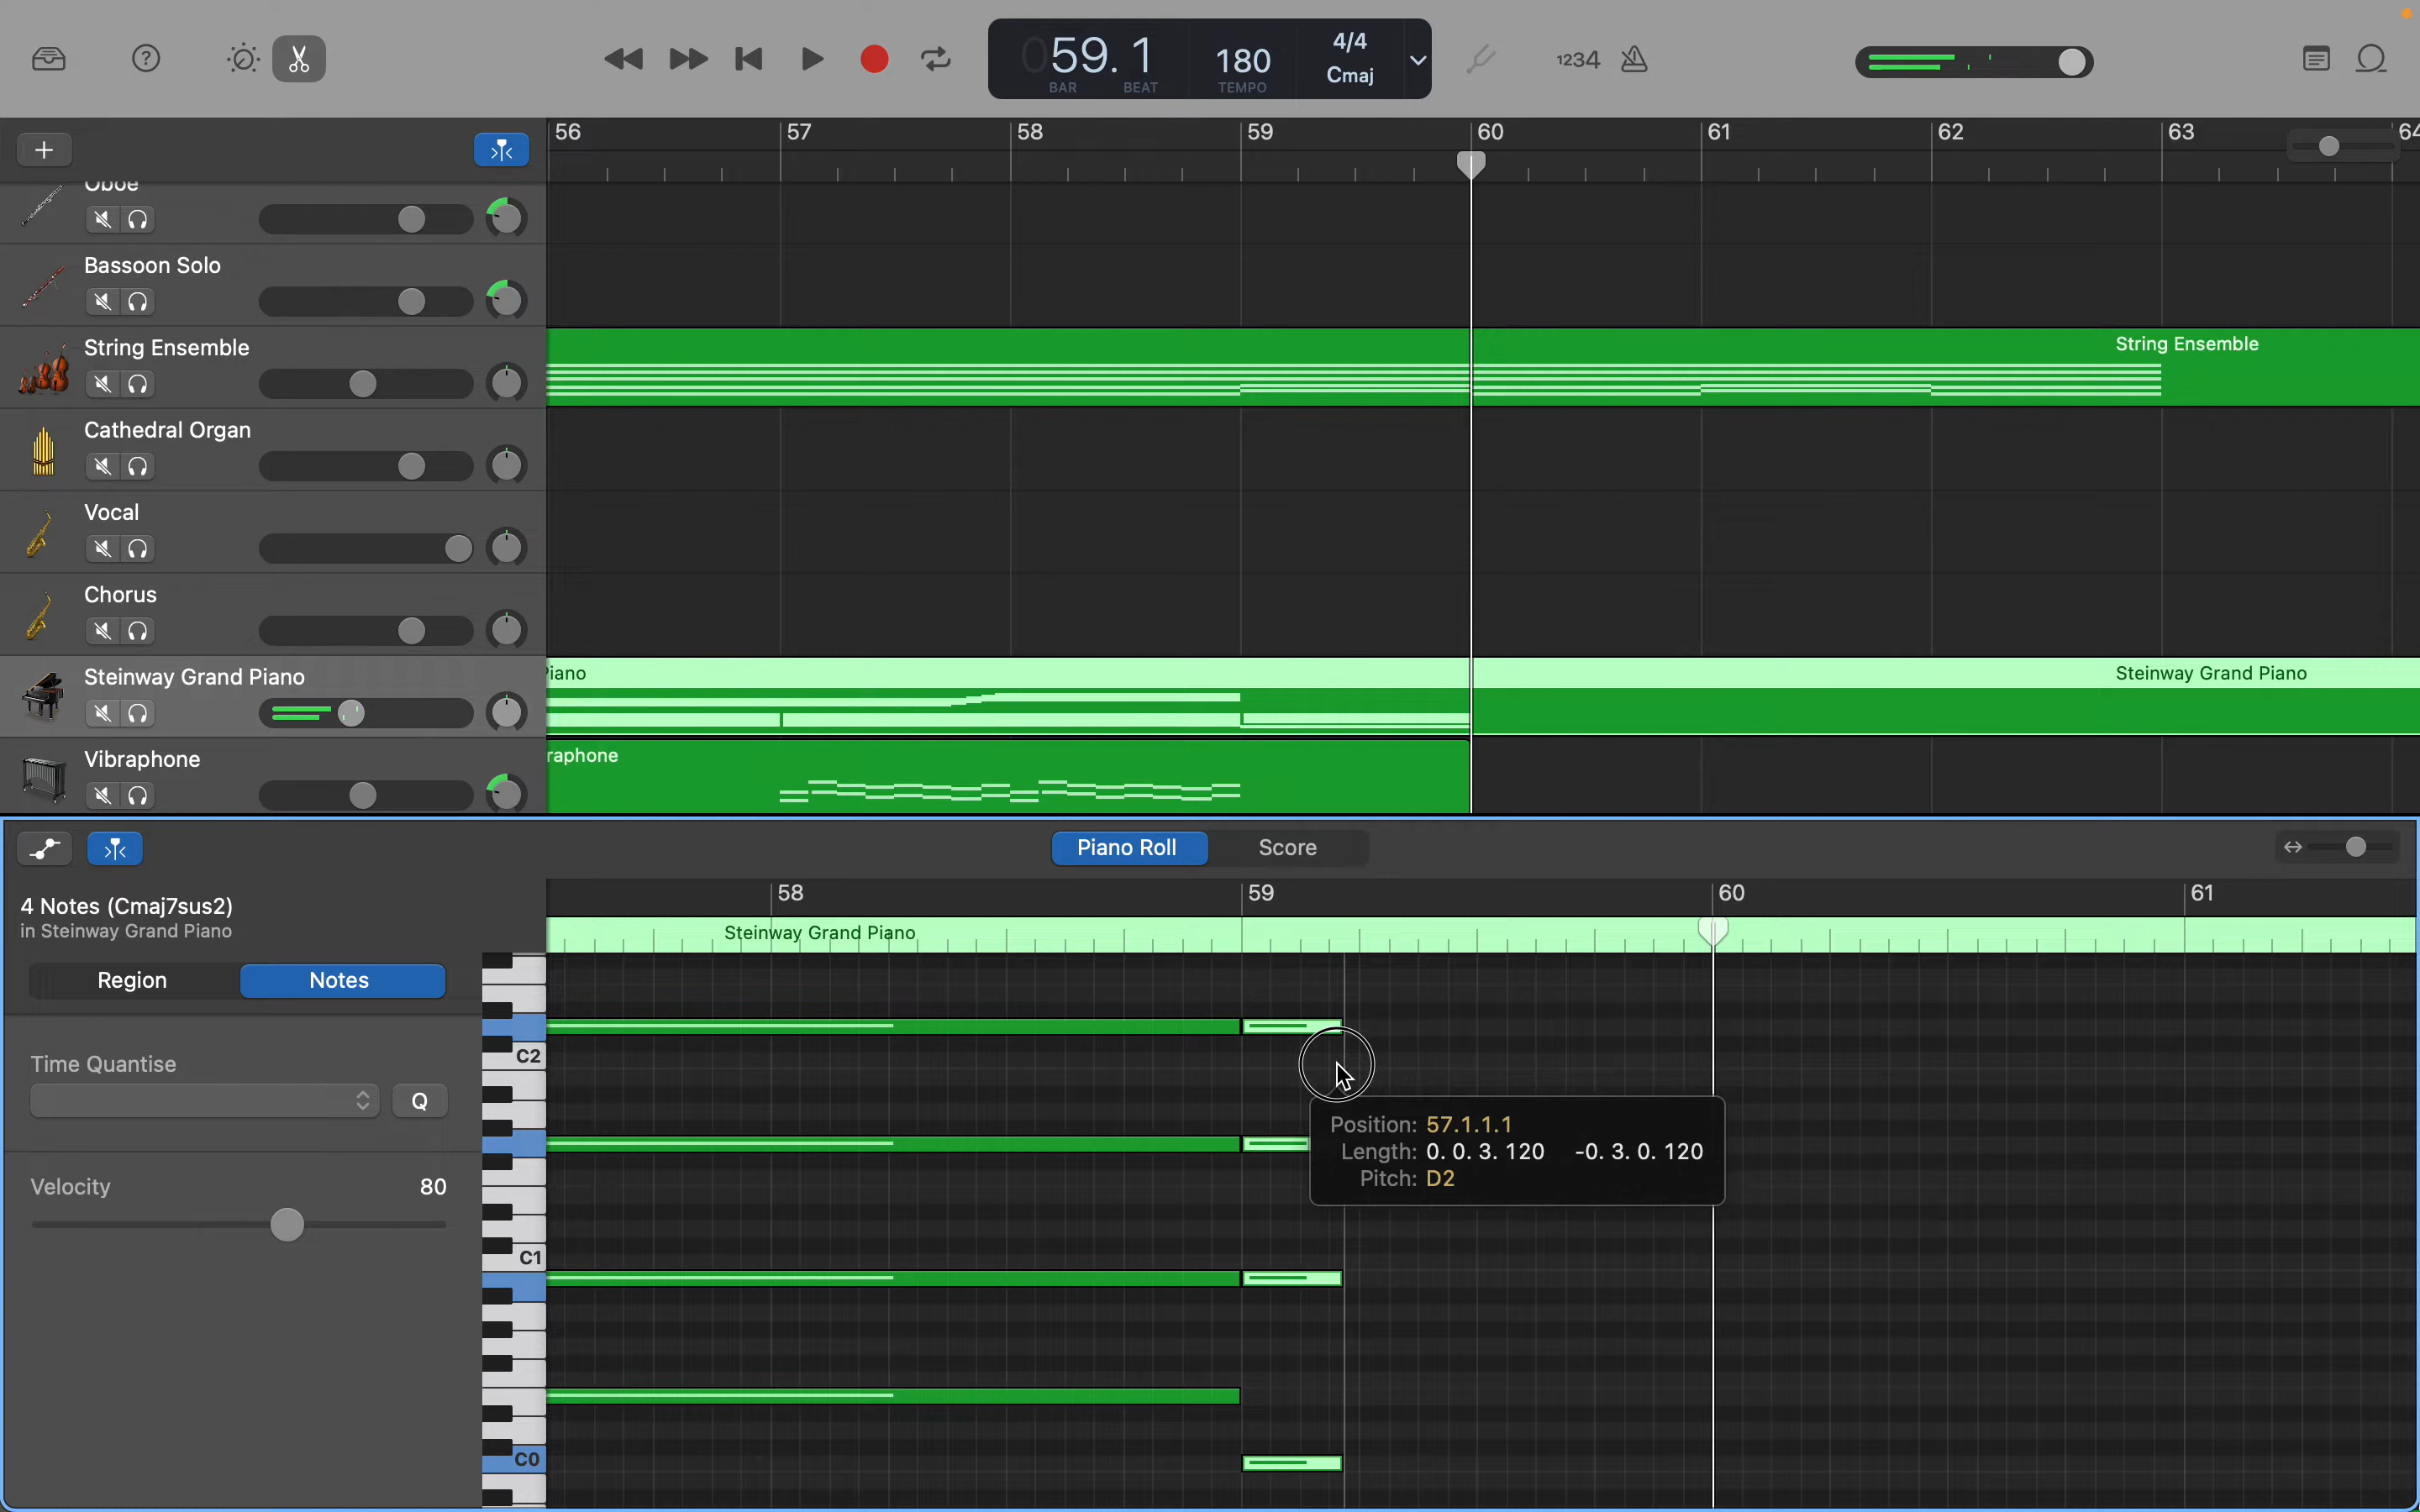 059. 1
BAR
BEAT
180
TEMPO
4/4
Cmaj
1234
56
57
58
59
60
61
62
63
64
Oboe
Bassoon Solo
String Ensemble
String Ensemble
Cathedral Organ
Vocal
Chorus
Steinway Grand Piano
Piano
Steinway Grand Piano
Vibraphone
raphone
Piano Roll
Score
58
59
60
61
4 Notes (Cmaj7sus2)
in Steinway Grand Piano
Steinway Grand Piano
Region
Notes
C2
Time Quantise
Q
Position: 57.1.1.1
Length: 0. 0. 3. 120 -0. 3. 0. 120
Pitch: D2
Velocity
80
C1
C0